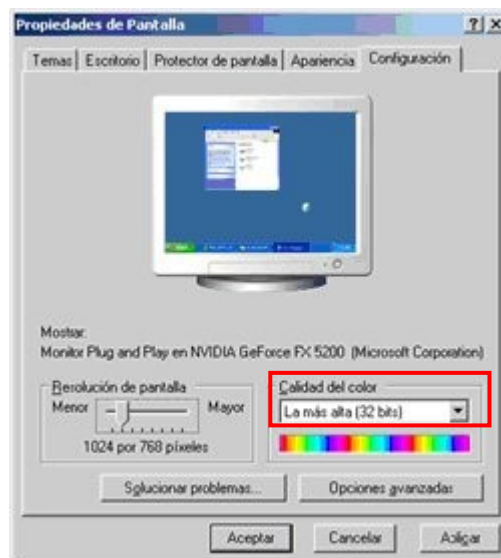 Propiedades de Pantalla
Temas Escritorio Protector de pantalla Apariencia Configuración
Mostrar:
Monitor Plug and Play en NVIDIA GeForce FX 5200 (Microsoft Corporation)
Resolución de pantalla
Menor Mayor
1024 por 768 píxeles
Calidad del color
La más alta (32 bits)
Solucionar problemas... Opciones avanzadas
Aceptar Cancelar Aplicar